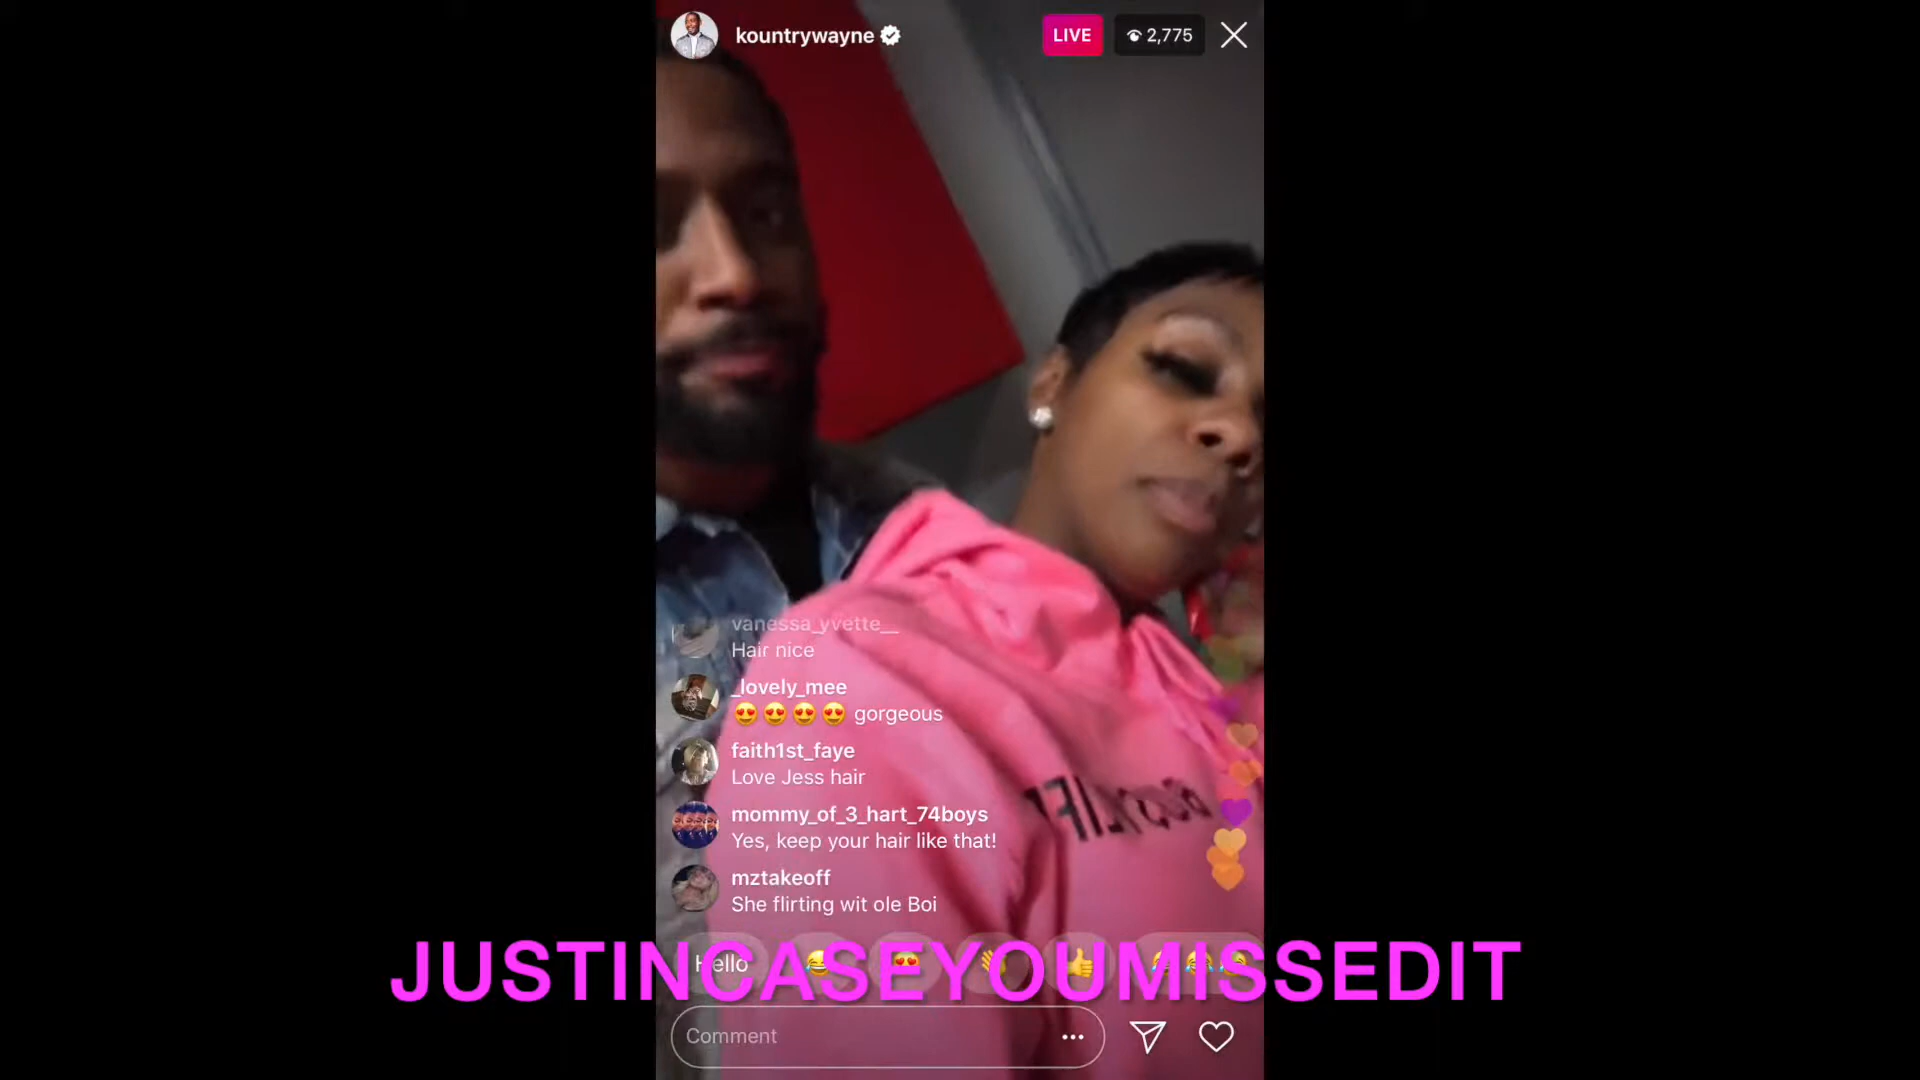 kountrywayne
LIVE
2,775
vanessa_yvette__
Hair nice
_lovely_mee
😍😍😍😍 gorgeous
faith1st_faye
Love Jess hair
mommy_of_3_hart_74boys
Yes, keep your hair like that!
mztakeoff
She flirting wit ole Boi
Hello
JUSTINCASEYOUMISSEDIT
Comment